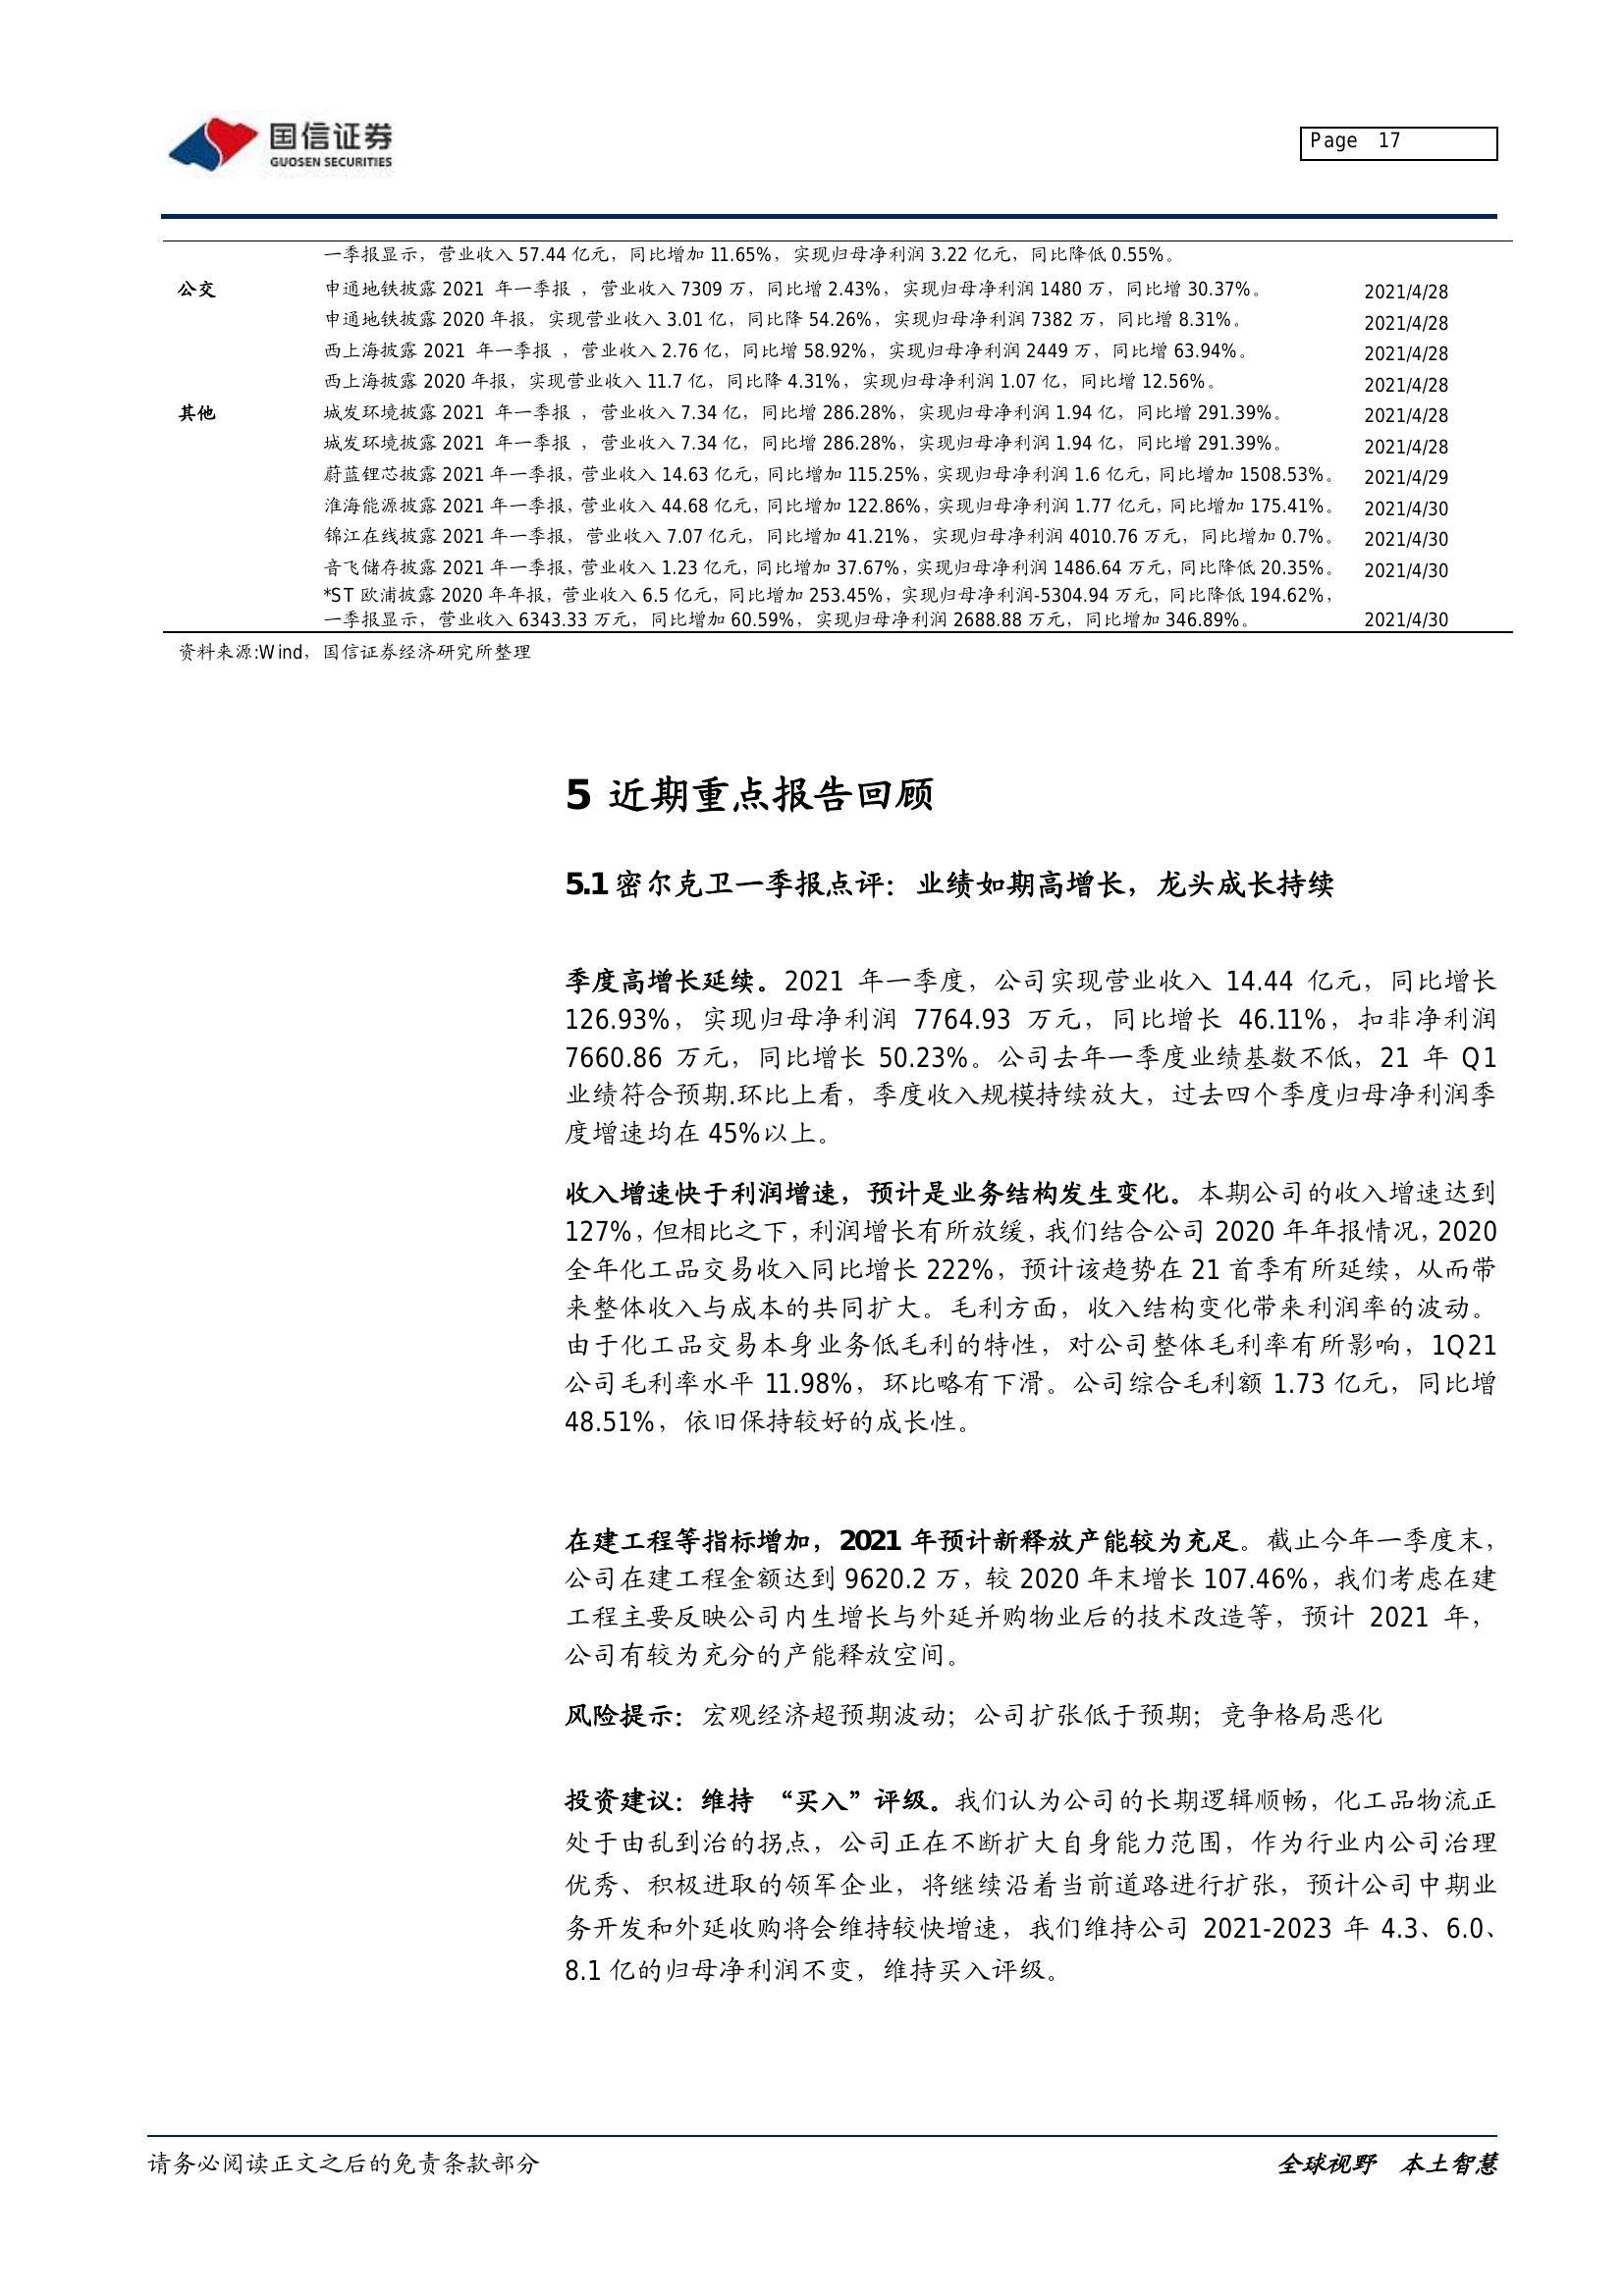 国信证券
GUOSEN SECURITIES
Page 17
一季报显示，营业收入 57.44 亿元，同比增加 11.65%，实现归母净利润 3.22 亿元，同比降低 0.55%。
公交 申通地铁披露 2021 年一季报 ，营业收入 7309 万，同比增 2.43%，实现归母净利润 1480 万，同比增 30.37%。 2021/4/28
申通地铁披露 2020 年报，实现营业收入 3.01 亿，同比降 54.26%，实现归母净利润 7382 万，同比增 8.31%。 2021/4/28
西上海披露 2021 年一季报 ，营业收入 2.76 亿，同比增 58.92%，实现归母净利润 2449 万，同比增 63.94%。 2021/4/28
西上海披露 2020 年报，实现营业收入 11.7 亿，同比降 4.31%，实现归母净利润 1.07 亿，同比增 12.56%。 2021/4/28
其他 城发环境披露 2021 年一季报 ，营业收入 7.34 亿，同比增 286.28%，实现归母净利润 1.94 亿，同比增 291.39%。 2021/4/28
城发环境披露 2021 年一季报 ，营业收入 7.34 亿，同比增 286.28%，实现归母净利润 1.94 亿，同比增 291.39%。 2021/4/28
蔚蓝锂芯披露 2021 年一季报，营业收入 14.63 亿元，同比增加 115.25%，实现归母净利润 1.6 亿元，同比增加 1508.53%。 2021/4/29
淮海能源披露 2021 年一季报，营业收入 44.68 亿元，同比增加 122.86%，实现归母净利润 1.77 亿元，同比增加 175.41%。 2021/4/30
锦江在线披露 2021 年一季报，营业收入 7.07 亿元，同比增加 41.21%，实现归母净利润 4010.76 万元，同比增加 0.7%。 2021/4/30
音飞储存披露 2021 年一季报，营业收入 1.23 亿元，同比增加 37.67%，实现归母净利润 1486.64 万元，同比降低 20.35%。 2021/4/30
*ST 欧浦披露 2020 年年报，营业收入 6.5 亿元，同比增加 253.45%，实现归母净利润-5304.94 万元，同比降低 194.62%，
一季报显示，营业收入 6343.33 万元，同比增加 60.59%，实现归母净利润 2688.88 万元，同比增加 346.89%。 2021/4/30
资料来源:Wind，国信证券经济研究所整理
5 近期重点报告回顾
5.1 密尔克卫一季报点评：业绩如期高增长，龙头成长持续
季度高增长延续。2021 年一季度，公司实现营业收入 14.44 亿元，同比增长
126.93%，实现归母净利润 7764.93 万元，同比增长 46.11%，扣非净利润
7660.86 万元，同比增长 50.23%。公司去年一季度业绩基数不低，21 年 Q1
业绩符合预期.环比上看，季度收入规模持续放大，过去四个季度归母净利润季
度增速均在 45%以上。
收入增速快于利润增速，预计是业务结构发生变化。本期公司的收入增速达到
127%，但相比之下，利润增长有所放缓，我们结合公司 2020 年年报情况，2020
全年化工品交易收入同比增长 222%，预计该趋势在 21 首季有所延续，从而带
来整体收入与成本的共同扩大。毛利方面，收入结构变化带来利润率的波动。
由于化工品交易本身业务低毛利的特性，对公司整体毛利率有所影响，1Q21
公司毛利率水平 11.98%，环比略有下滑。公司综合毛利额 1.73 亿元，同比增
48.51%，依旧保持较好的成长性。
在建工程等指标增加，2021 年预计新释放产能较为充足。截止今年一季度末，
公司在建工程金额达到 9620.2 万，较 2020 年末增长 107.46%，我们考虑在建
工程主要反映公司内生增长与外延并购物业后的技术改造等，预计 2021 年，
公司有较为充分的产能释放空间。
风险提示：宏观经济超预期波动；公司扩张低于预期；竞争格局恶化
投资建议：维持 “买入”评级。我们认为公司的长期逻辑顺畅，化工品物流正
处于由乱到治的拐点，公司正在不断扩大自身能力范围，作为行业内公司治理
优秀、积极进取的领军企业，将继续沿着当前道路进行扩张，预计公司中期业
务开发和外延收购将会维持较快增速，我们维持公司 2021-2023 年 4.3、6.0、
8.1 亿的归母净利润不变，维持买入评级。
请务必阅读正文之后的免责条款部分 全球视野 本土智慧